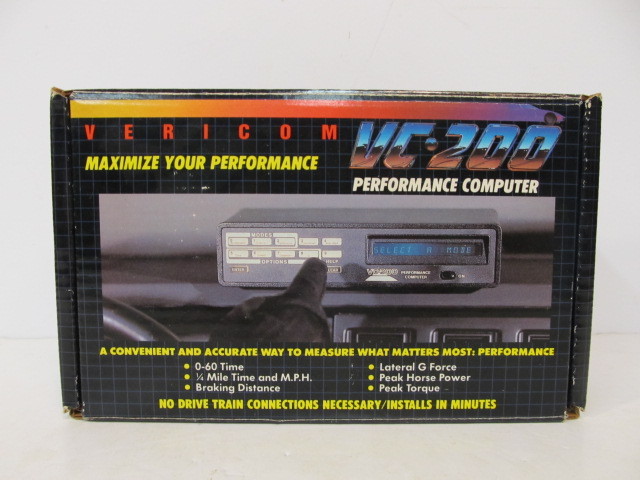 VERICOM
VC·200
MAXIMIZE YOUR PERFORMANCE
PERFORMANCE COMPUTER
MODES
SELECT A MODE
OPTIONS
HELP
PERFORMANCE
COMPUTER
ON
A CONVENIENT AND ACCURATE WAY TO MEASURE WHAT MATTERS MOST: PERFORMANCE
• 0-60 Time
• ¼ Mile Time and M.P.H.
• Braking Distance
• Lateral G Force
• Peak Horse Power
• Peak Torque
NO DRIVE TRAIN CONNECTIONS NECESSARY/INSTALLS IN MINUTES